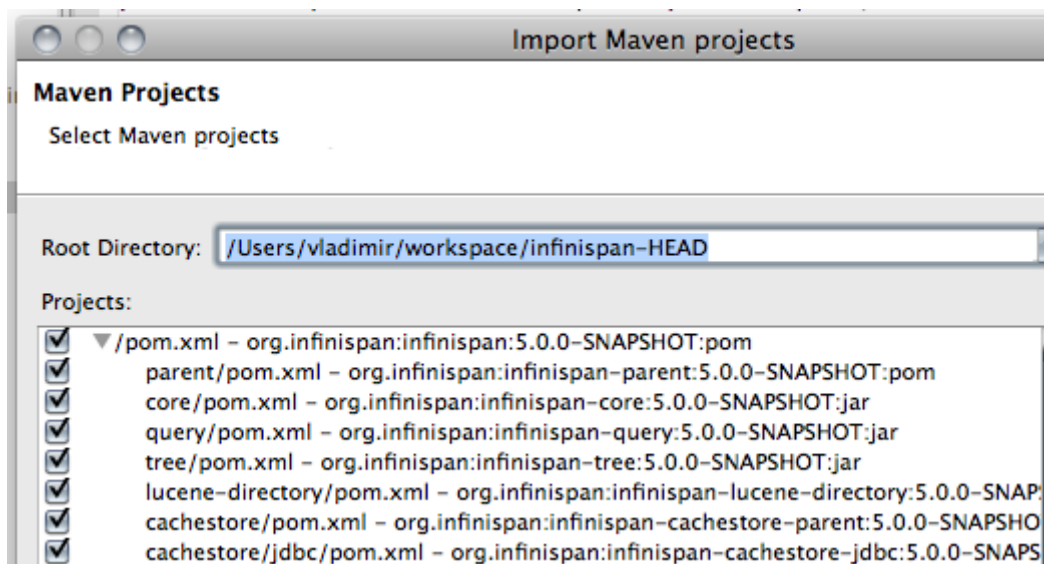 Import Maven projects
Maven Projects
Select Maven projects
Root Directory: /Users/vladimir/workspace/infinispan-HEAD
Projects:
/pom.xml – org.infinispan:infinispan:5.0.0-SNAPSHOT:pom
parent/pom.xml – org.infinispan:infinispan-parent:5.0.0-SNAPSHOT:pom
core/pom.xml – org.infinispan:infinispan-core:5.0.0-SNAPSHOT:jar
query/pom.xml – org.infinispan:infinispan-query:5.0.0-SNAPSHOT:jar
tree/pom.xml – org.infinispan:infinispan-tree:5.0.0-SNAPSHOT:jar
lucene-directory/pom.xml – org.infinispan:infinispan-lucene-directory:5.0.0-SNAP
cachestore/pom.xml – org.infinispan:infinispan-cachestore-parent:5.0.0-SNAPSHO
cachestore/jdbc/pom.xml – org.infinispan:infinispan-cachestore-jdbc:5.0.0-SNAPS